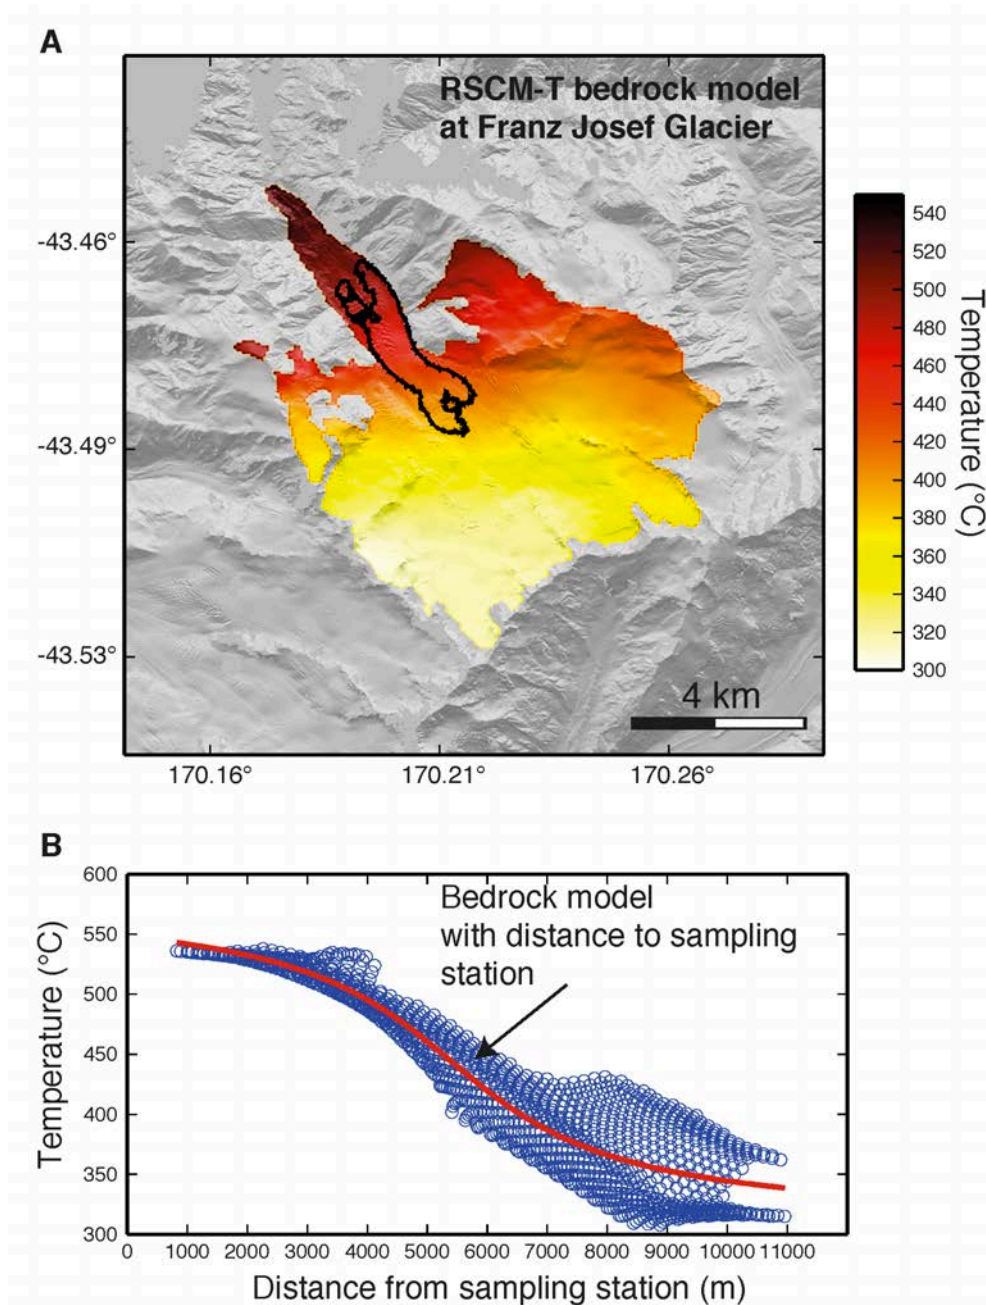 A
RSCM-T bedrock model
at Franz Josef Glacier
-43.46°
-43.49°
-43.53°
170.16°
170.21°
170.26°
4 km
540
520
500
480
460
440
420
400
380
360
340
320
300
Temperature (°C)
B
600
550
500
450
400
350
300
Temperature (°C)
Bedrock model
with distance to sampling
station
0 1000 2000 3000 4000 5000 6000 7000 8000 9000 10000 11000
Distance from sampling station (m)